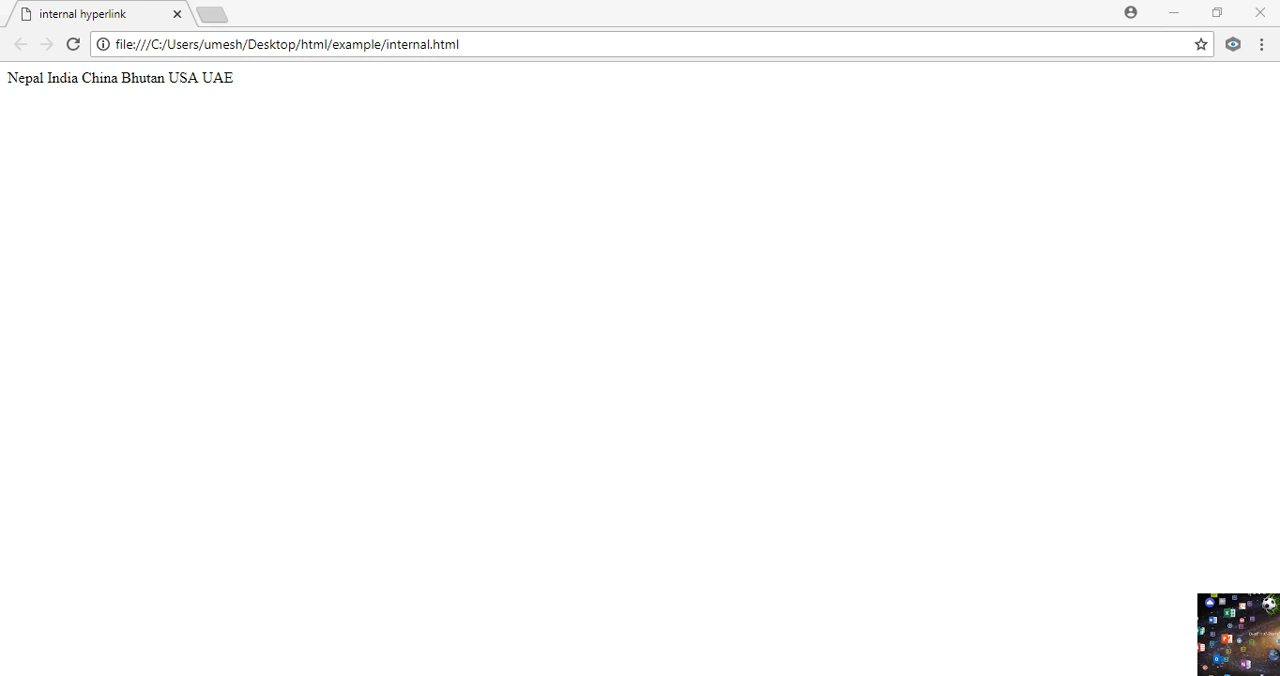 internal hyperlink
file:///C:/Users/umesh/Desktop/html/example/internal.html
Nepal India China Bhutan USA UAE